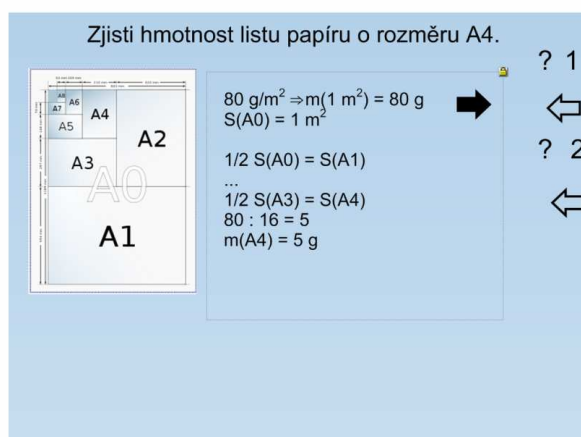 Zjisti hmotnost listu papíru o rozměru A4.
? 1
A8
A7 A6
A5 A4
A3 A2
A0
A1
80 g/m² ⇒ m(1 m²) = 80 g
S(A0) = 1 m²
1/2 S(A0) = S(A1)
...
1/2 S(A3) = S(A4)
80 : 16 = 5
m(A4) = 5 g
? 2